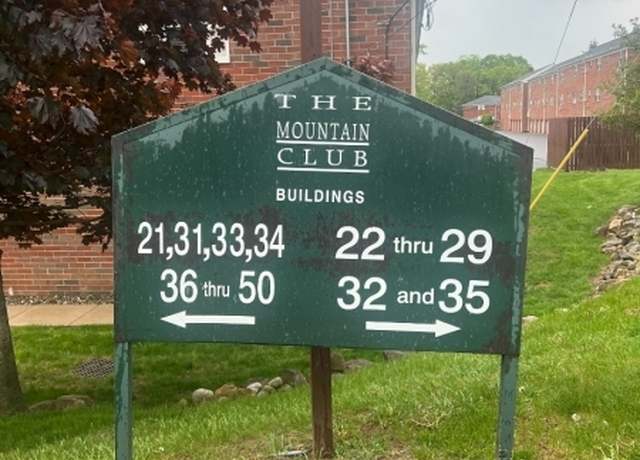 THE
MOUNTAIN
CLUB
BUILDINGS
21,31,33,34
36 thru 50
22 thru 29
32 and 35